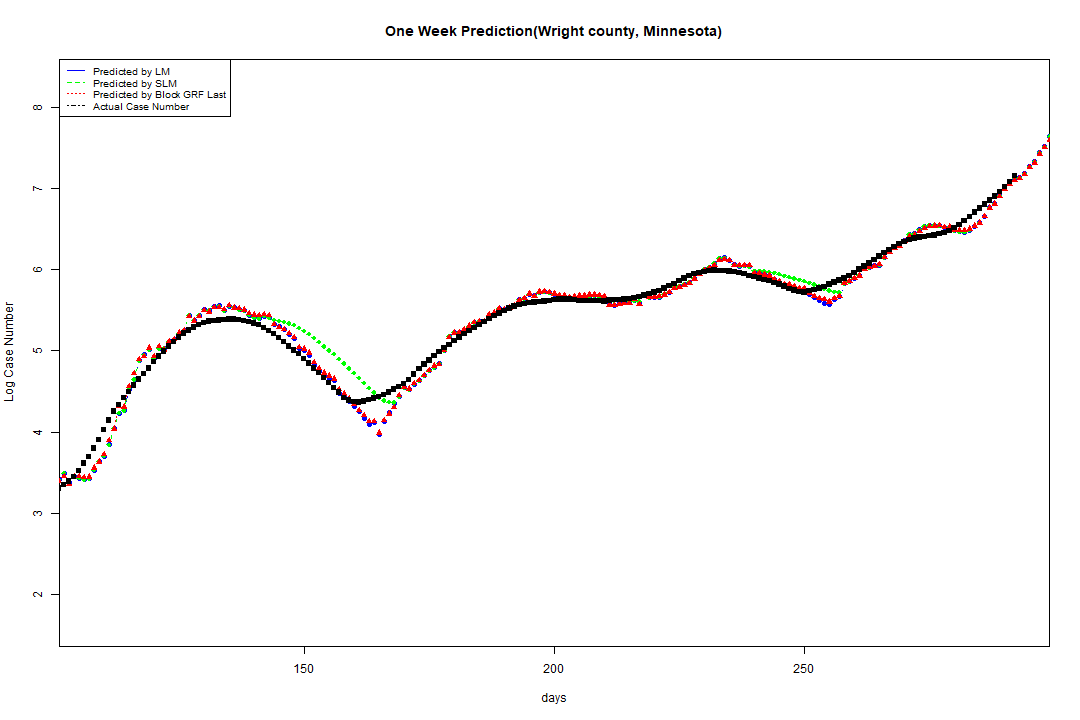 One Week Prediction(Wright county, Minnesota)
Predicted by LM
Predicted by SLM
Predicted by Block GRF Last
Actual Case Number
8
7
6
5
4
3
2
Log Case Number
150 200 250
days